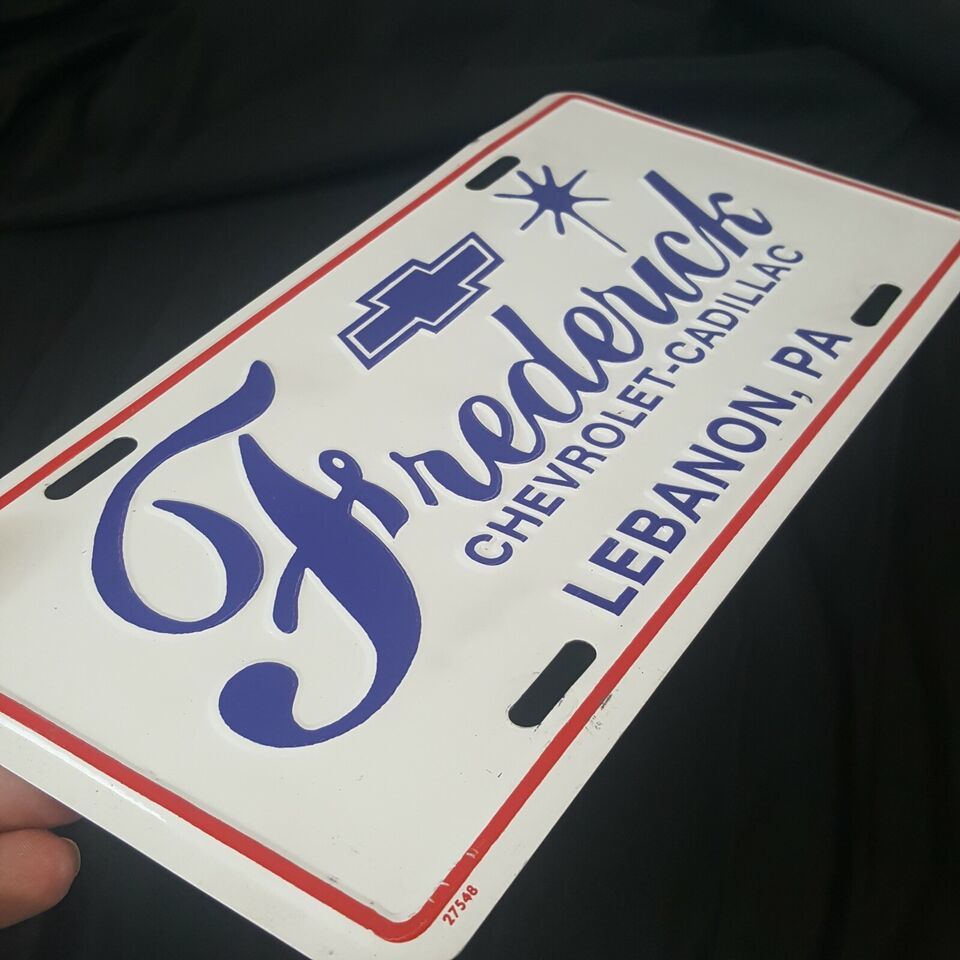 Frederick
CHEVROLET-CADILLAC
LEBANON, PA
27548